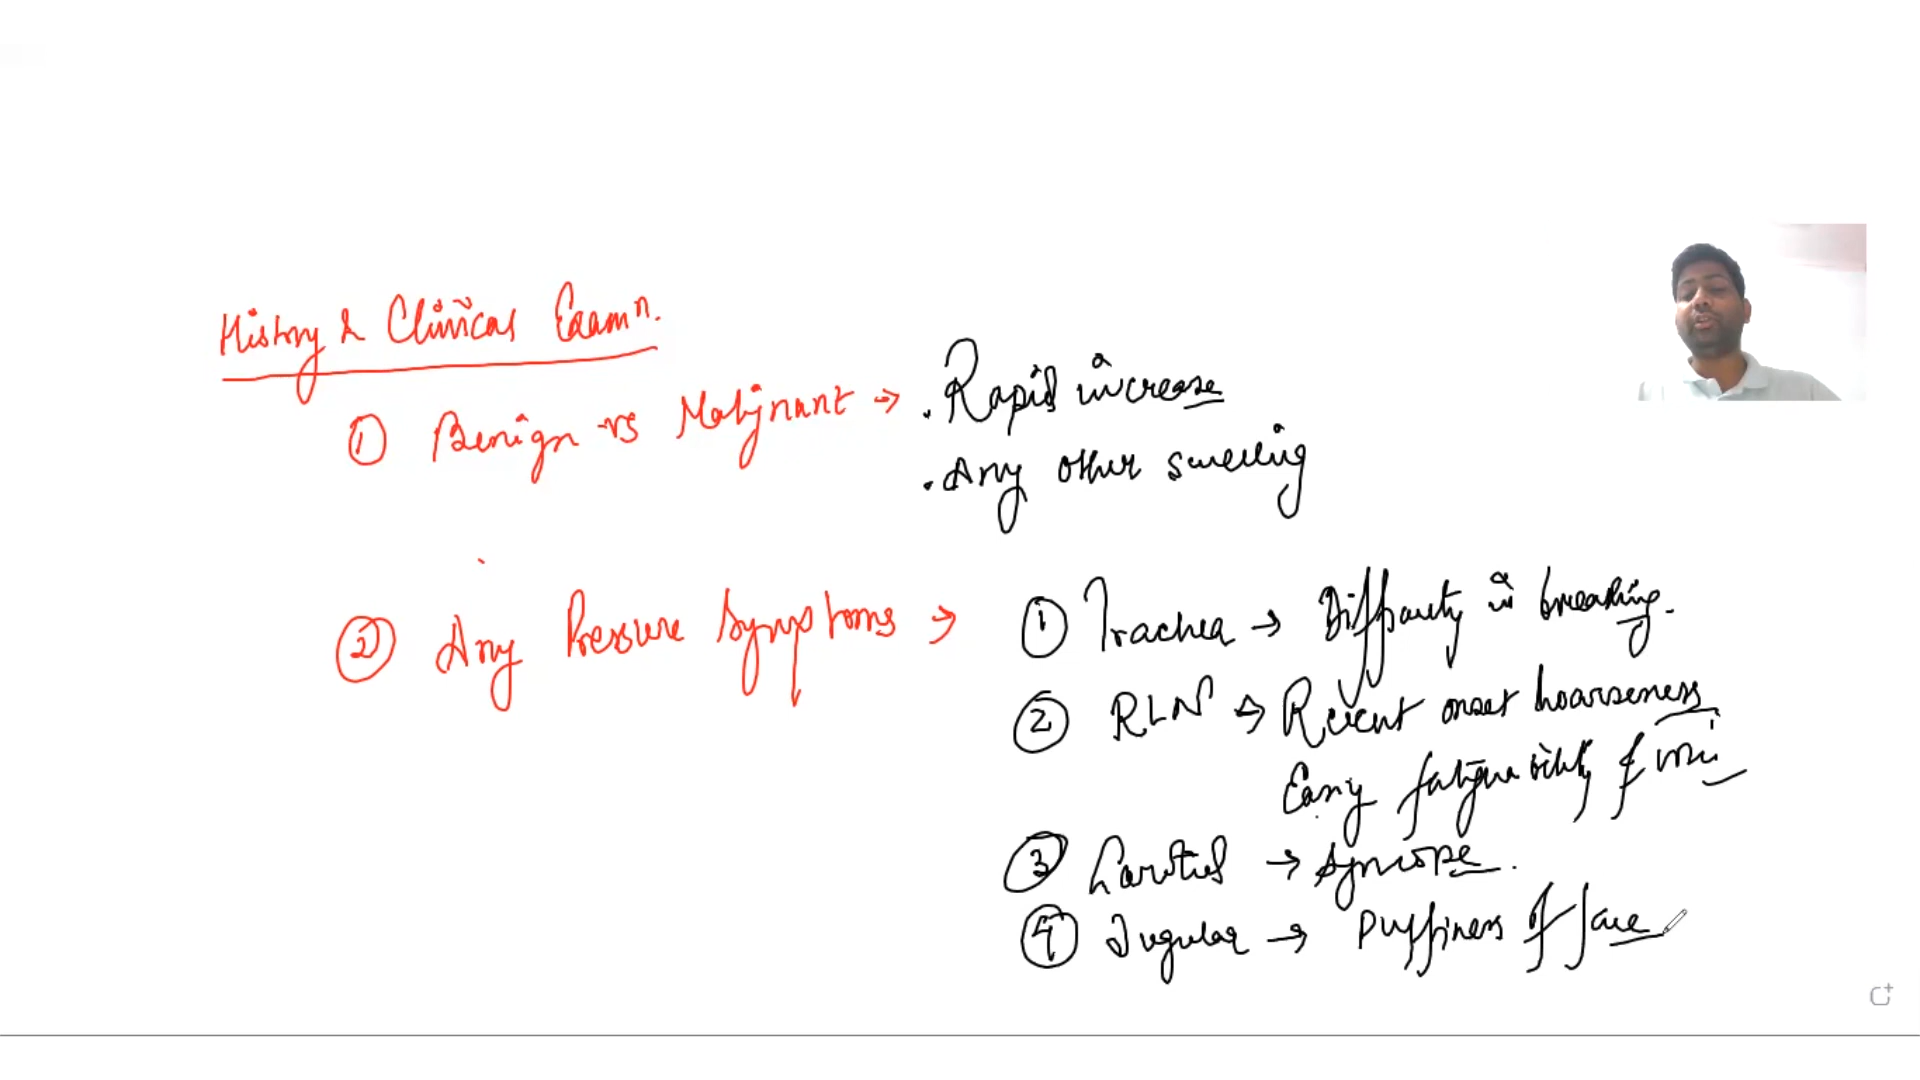 History & Clinical Examn.
① Benign vs Malignant → . Rapid increase
. Any other swelling
② Any Pressure Symptoms → ① Trachea → Difficulty in breathing.
② RLN → Recent onset hoarseness
Easy fatiguability of voice
③ Carotid → Syncope.
④ Jugular → Puffiness of face